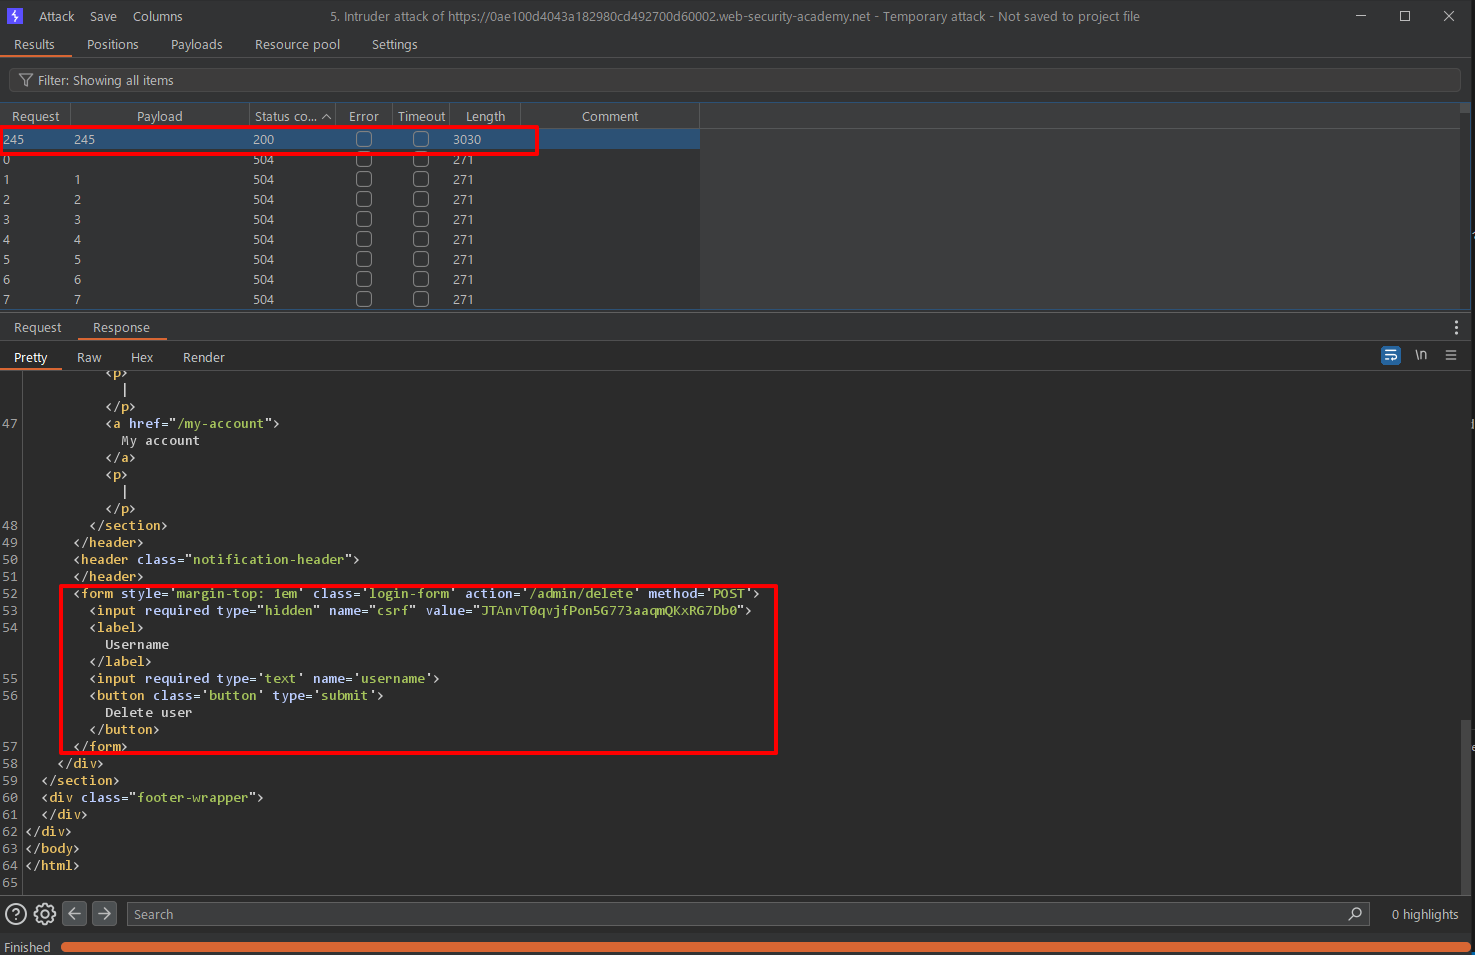 Attack Save Columns 5. Intruder attack of https://0ae100d4043a182980cd492700d60002.web-security-academy.net - Temporary attack - Not saved to project file
Results Positions Payloads Resource pool Settings
Filter: Showing all items
Request Payload Status co... Error Timeout Length Comment
245 245 200 3030
0 504 271
1 1 504 271
2 2 504 271
3 3 504 271
4 4 504 271
5 5 504 271
6 6 504 271
7 7 504 271
Request Response
Pretty Raw Hex Render \n
<p>
|
</p>
47 <a href="/my-account">
My account
</a>
<p>
|
</p>
48 </section>
49 </header>
50 <header class="notification-header">
51 </header>
52 <form style='margin-top: 1em' class='login-form' action='/admin/delete' method='POST'>
53 <input required type="hidden" name="csrf" value="JTAnvT0qvjfPon5G773aaqmQKxRG7Db0">
54 <label>
Username
</label>
55 <input required type='text' name='username'>
56 <button class='button' type='submit'>
Delete user
</button>
57 </form>
58 </div>
59 </section>
60 <div class="footer-wrapper">
61 </div>
62 </div>
63 </body>
64 </html>
65
? Search 0 highlights
Finished